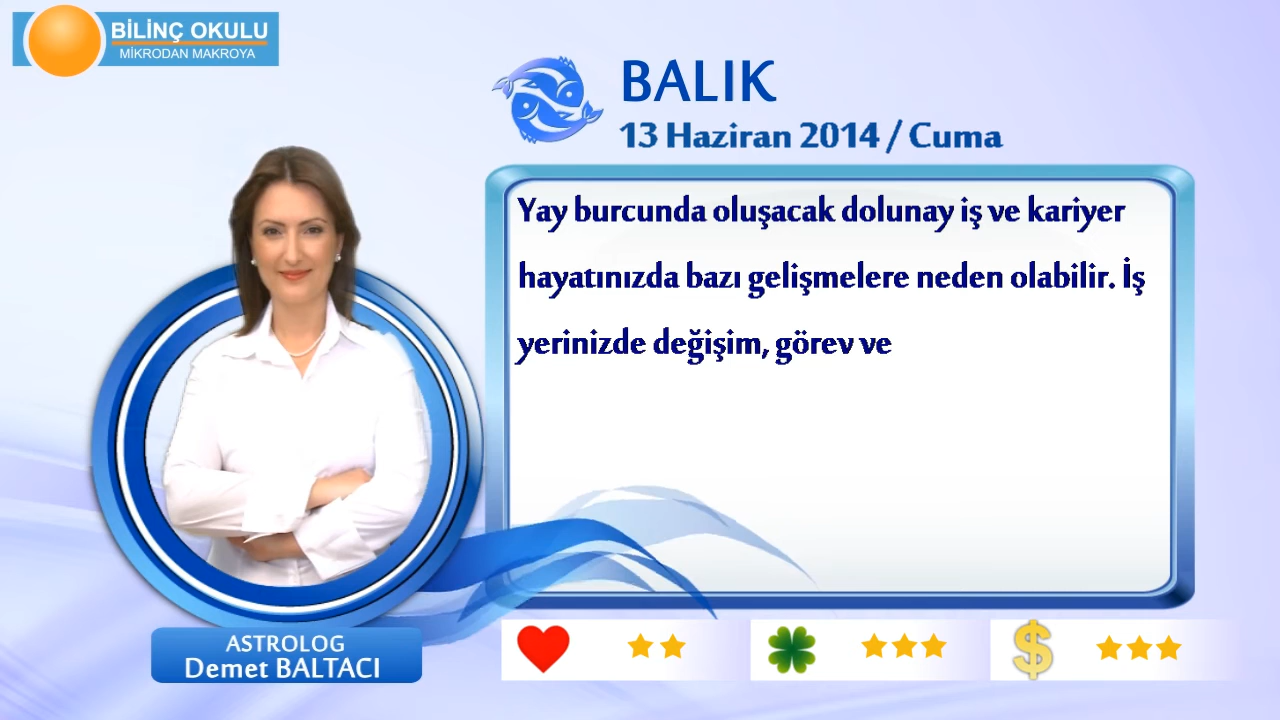 BİLİNÇ OKULU
MİKRODAN MAKROYA
BALIK
13 Haziran 2014 / Cuma
Yay burcunda oluşacak dolunay iş ve kariyer
hayatınızda bazı gelişmelere neden olabilir. İş
yerinizde değişim, görev ve
ASTROLOG
Demet BALTACI